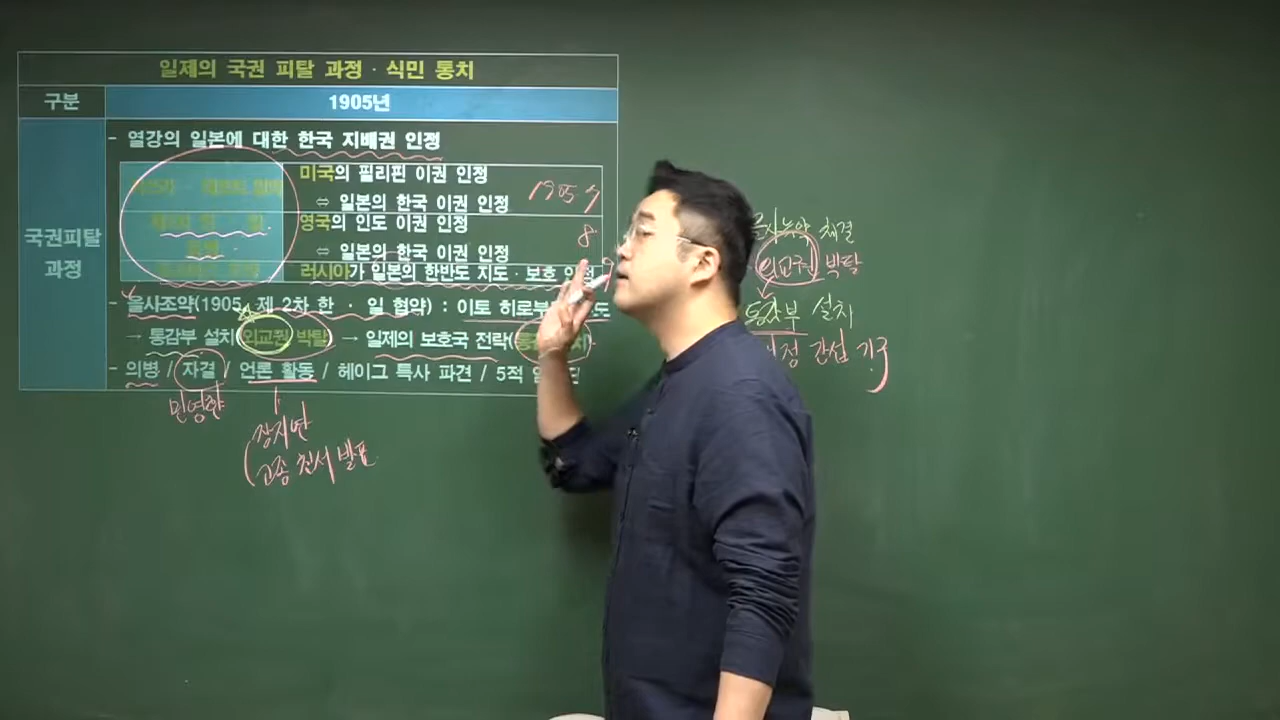 일제의 국권 피탈 과정 · 식민 통치
구분
1905년
국권피탈
과정
- 열강의 일본에 대한 한국 지배권 인정
미국의 필리핀 이권 인정
⇔ 일본의 한국 이권 인정
영국의 인도 이권 인정
⇔ 일본의 한국 이권 인정
러시아가 일본의 한반도 지도 · 보호 인정
1905 7
8
9
- 을사조약(1905, 제 2차 한 · 일 협약) : 이토 히로부
→ 통감부 설치(외교권 박탈) → 일제의 보호국 전락(통
- 의병 / 자결 / 언론 활동 / 헤이그 특사 파견 / 5적
민영환
장지연
고종 친서 발표
을사늑약 체결
외교권 박탈
통감부 설치
간섭 기구